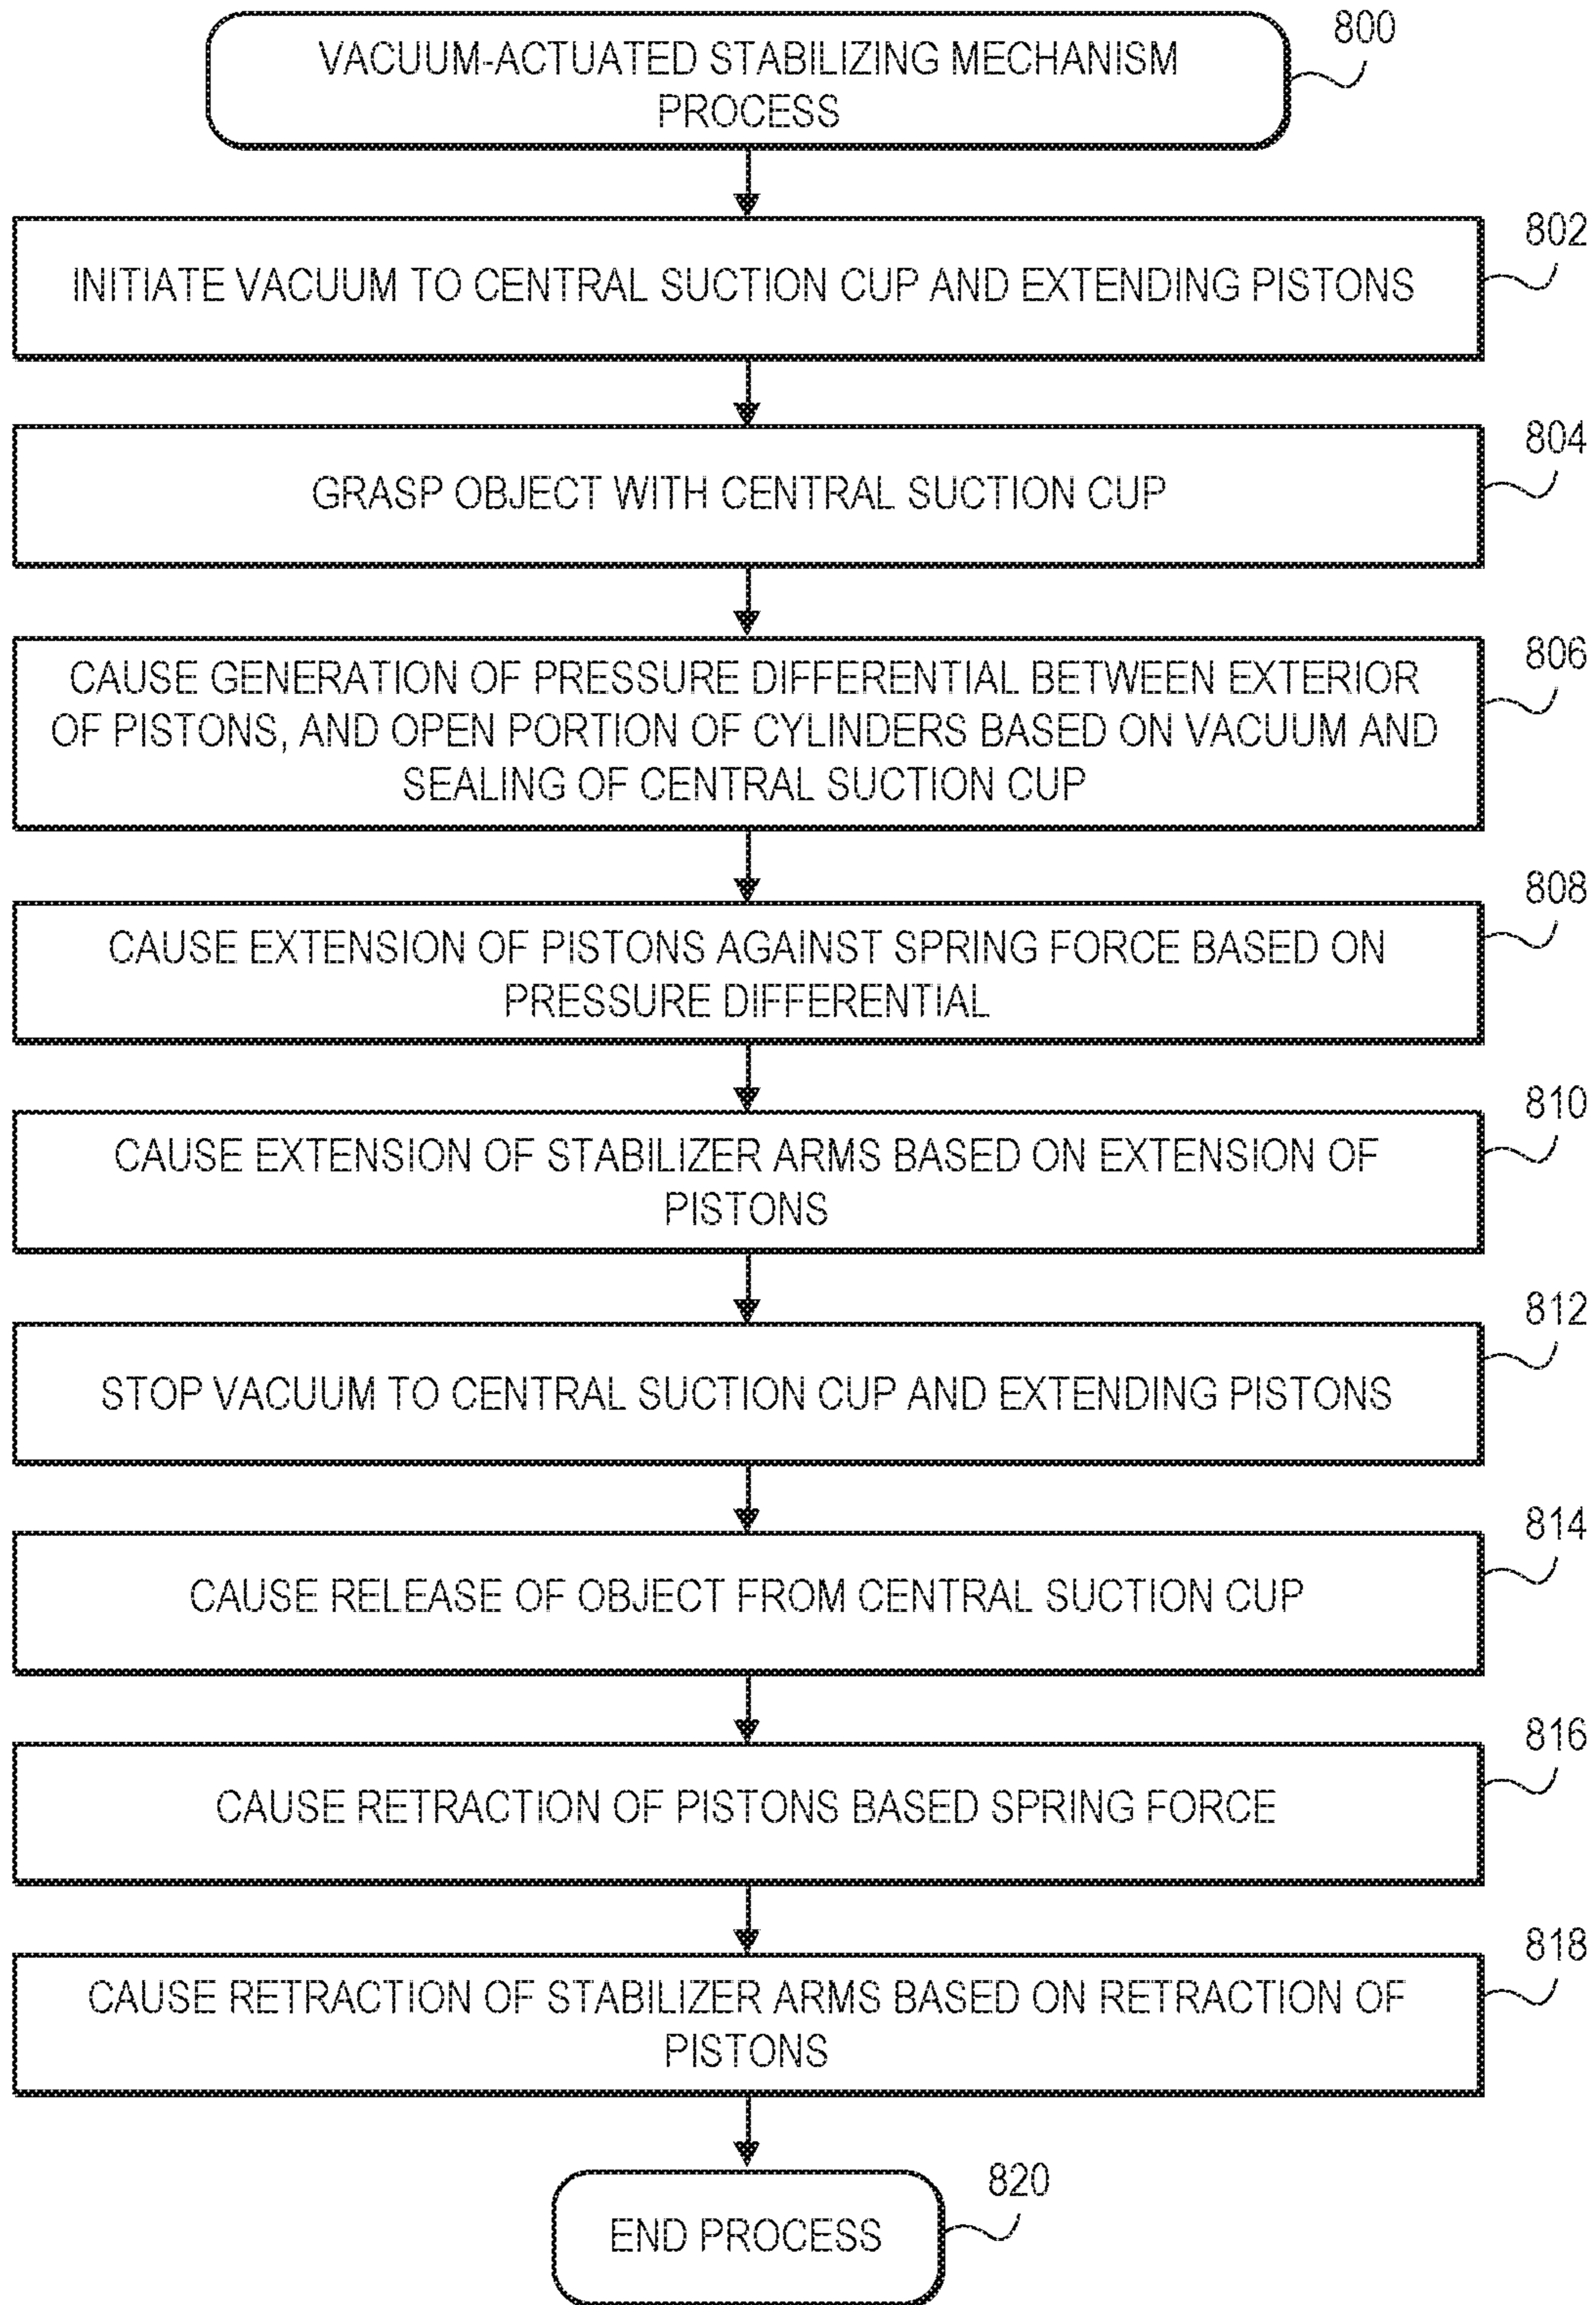 800
VACUUM-ACTUATED STABILIZING MECHANISM
PROCESS
802
INITIATE VACUUM TO CENTRAL SUCTION CUP AND EXTENDING PISTONS
804
GRASP OBJECT WITH CENTRAL SUCTION CUP
806
CAUSE GENERATION OF PRESSURE DIFFERENTIAL BETWEEN EXTERIOR
OF PISTONS, AND OPEN PORTION OF CYLINDERS BASED ON VACUUM AND
SEALING OF CENTRAL SUCTION CUP
808
CAUSE EXTENSION OF PISTONS AGAINST SPRING FORCE BASED ON
PRESSURE DIFFERENTIAL
810
CAUSE EXTENSION OF STABILIZER ARMS BASED ON EXTENSION OF
PISTONS
812
STOP VACUUM TO CENTRAL SUCTION CUP AND EXTENDING PISTONS
814
CAUSE RELEASE OF OBJECT FROM CENTRAL SUCTION CUP
816
CAUSE RETRACTION OF PISTONS BASED SPRING FORCE
818
CAUSE RETRACTION OF STABILIZER ARMS BASED ON RETRACTION OF
PISTONS
820
END PROCESS